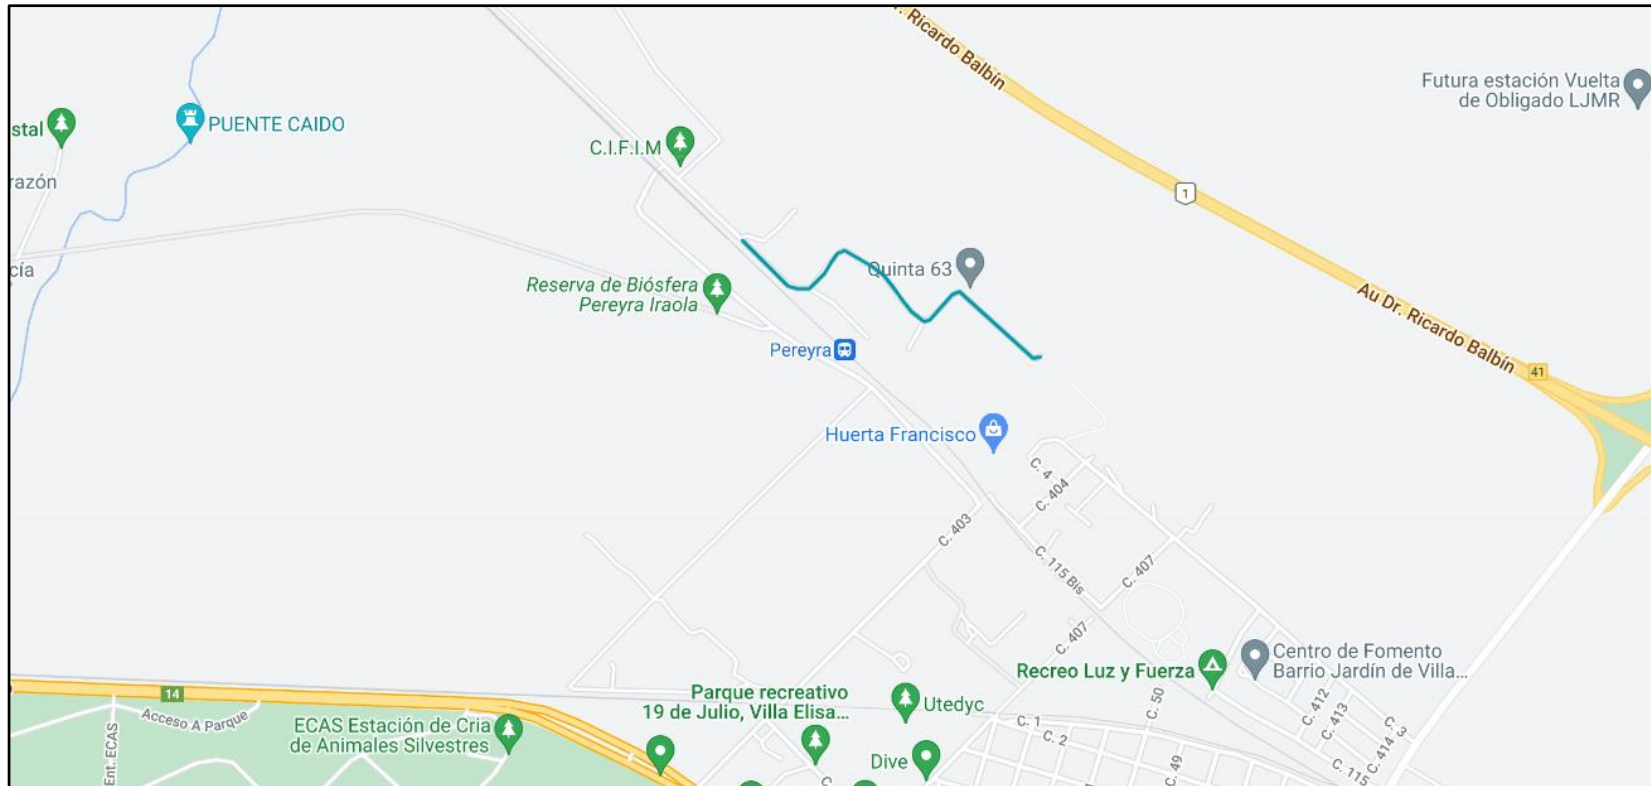 . Ricardo Balbín
Futura estación Vuelta
de Obligado LJMR
stal
PUENTE CAIDO
C.I.F.I.M
razón
1
cía
Quinta 63
Reserva de Biósfera
Pereyra Iraola
Au Dr. Ricardo Balbín
Pereyra
41
Huerta Francisco
C. 4
C. 404
C. 403
C. 115 Bis
C. 407
C. 407
Centro de Fomento
Barrio Jardín de Villa...
Recreo Luz y Fuerza
14
Parque recreativo
19 de Julio, Villa Elisa...
Utedyc
C. 50
C. 412
C. 413
Acceso A Parque
ECAS Estación de Cria
de Animales Silvestres
C. 1
C. 2
C. 3
C. 414
Ent. ECAS
Dive
C. 49
C. 115
C.